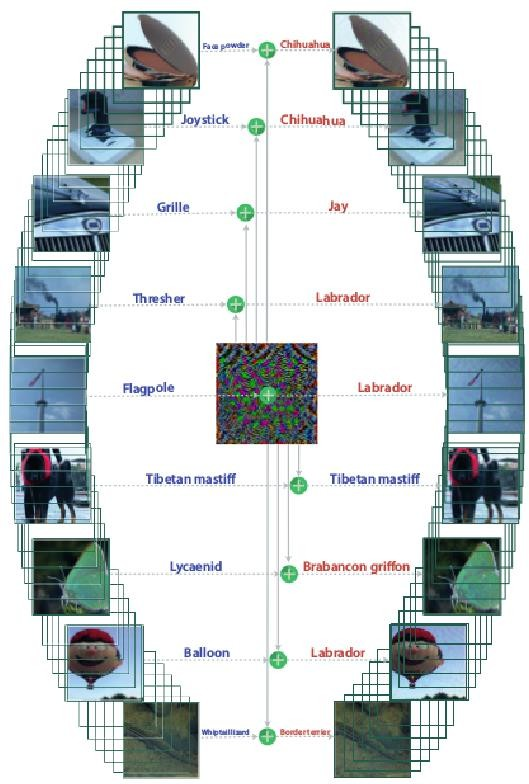 Face powder Chihuahua
Joystick Chihuahua
Grille Jay
Thresher Labrador
Flagpole Labrador
Tibetan mastiff Tibetan mastiff
Lycaenid Brabancon griffon
Balloon Labrador
Whiptail lizard Border terrier